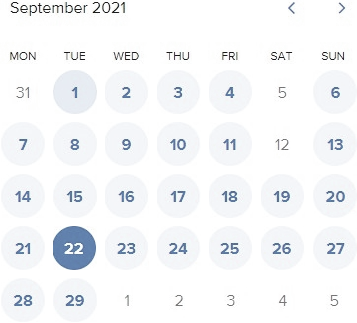 September 2021
MON TUE WED THU FRI SAT SUN
31 1 2 3 4 5 6
7 8 9 10 11 12 13
14 15 16 17 18 19 20
21 22 23 24 25 26 27
28 29 1 2 3 4 5